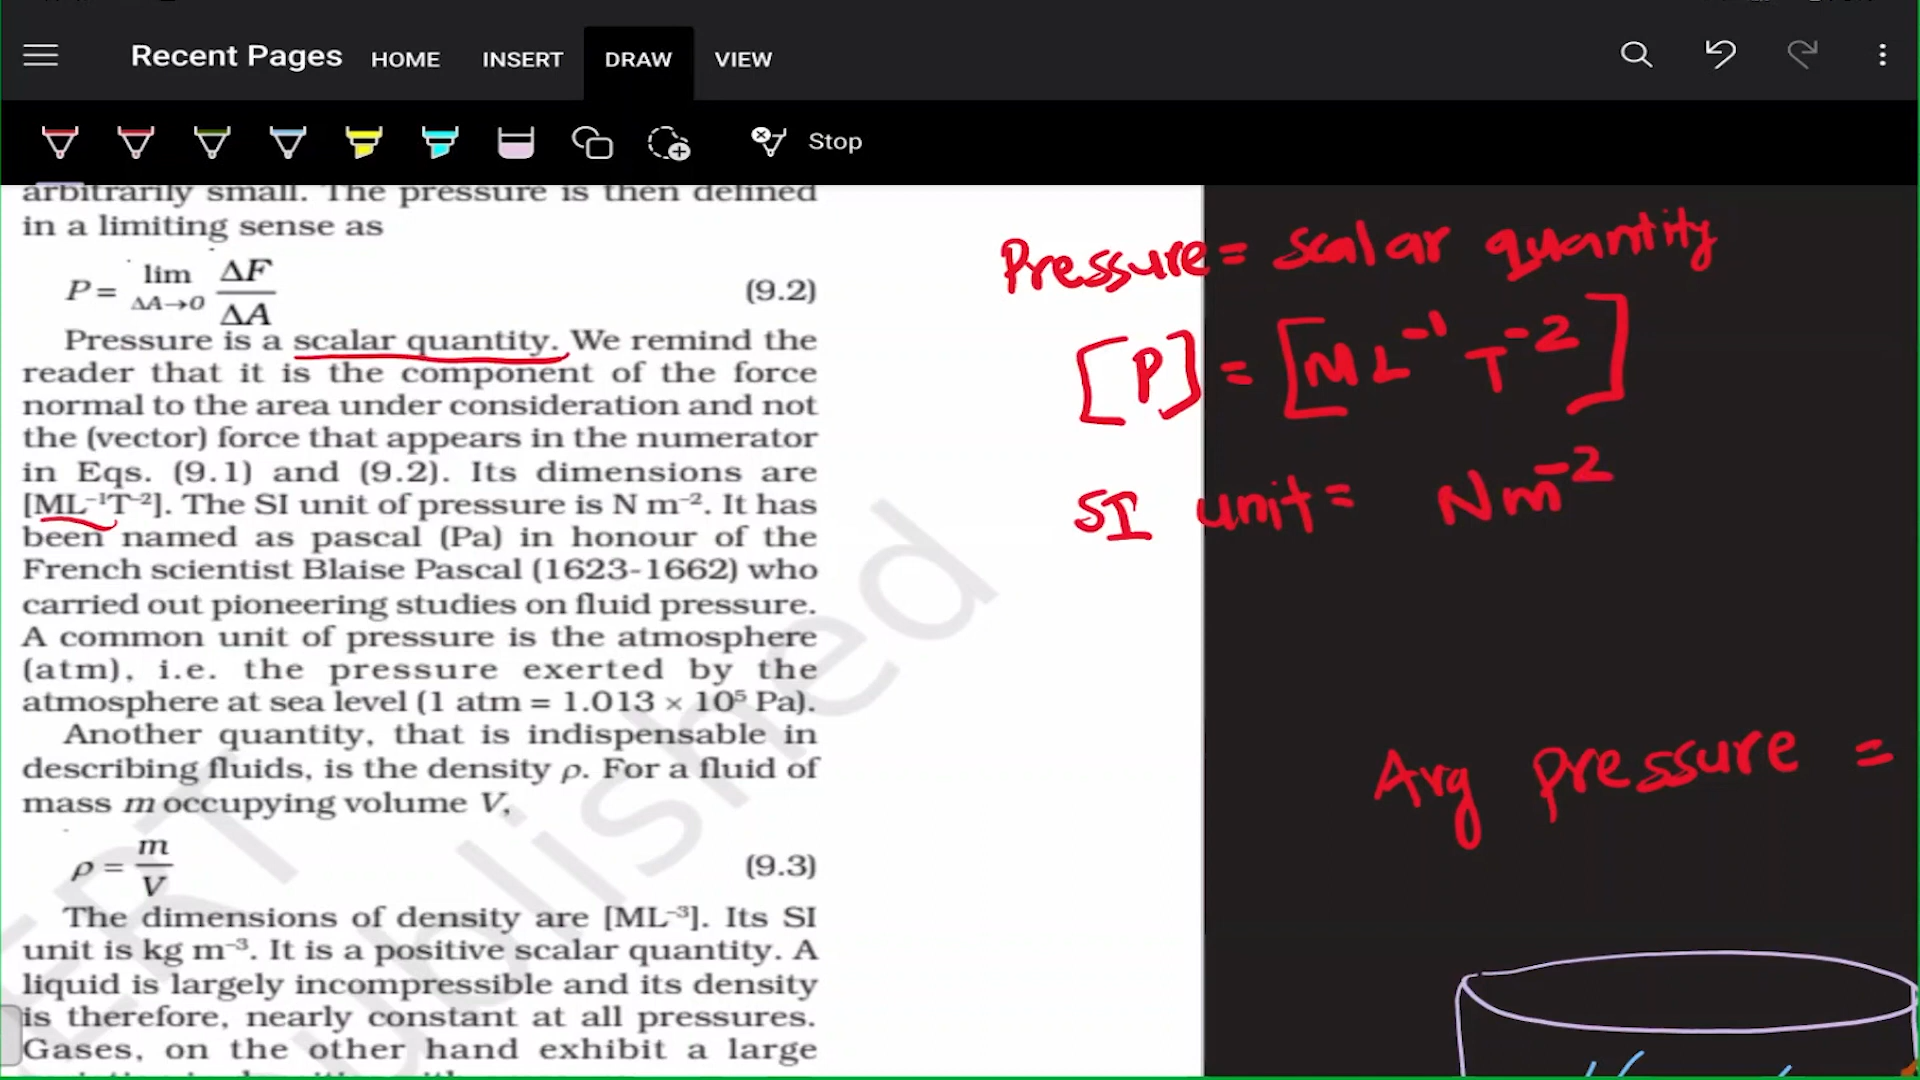 Recent Pages HOME INSERT DRAW VIEW
Stop
arbitrarily small. The pressure is then defined
in a limiting sense as
P = lim ΔA→0 ΔF/ΔA (9.2)
Pressure is a scalar quantity. We remind the
reader that it is the component of the force
normal to the area under consideration and not
the (vector) force that appears in the numerator
in Eqs. (9.1) and (9.2). Its dimensions are
[ML⁻¹T⁻²]. The SI unit of pressure is N m⁻². It has
been named as pascal (Pa) in honour of the
French scientist Blaise Pascal (1623-1662) who
carried out pioneering studies on fluid pressure.
A common unit of pressure is the atmosphere
(atm), i.e. the pressure exerted by the
atmosphere at sea level (1 atm = 1.013 × 10⁵ Pa).
Another quantity, that is indispensable in
describing fluids, is the density ρ. For a fluid of
mass m occupying volume V,
ρ = m/V (9.3)
The dimensions of density are [ML⁻³]. Its SI
unit is kg m⁻³. It is a positive scalar quantity. A
liquid is largely incompressible and its density
is therefore, nearly constant at all pressures.
Gases, on the other hand exhibit a large
Pressure = scalar quantity
[P] = [ML⁻¹ T⁻²]
SI unit = Nm⁻²
Avg pressure =
ublished